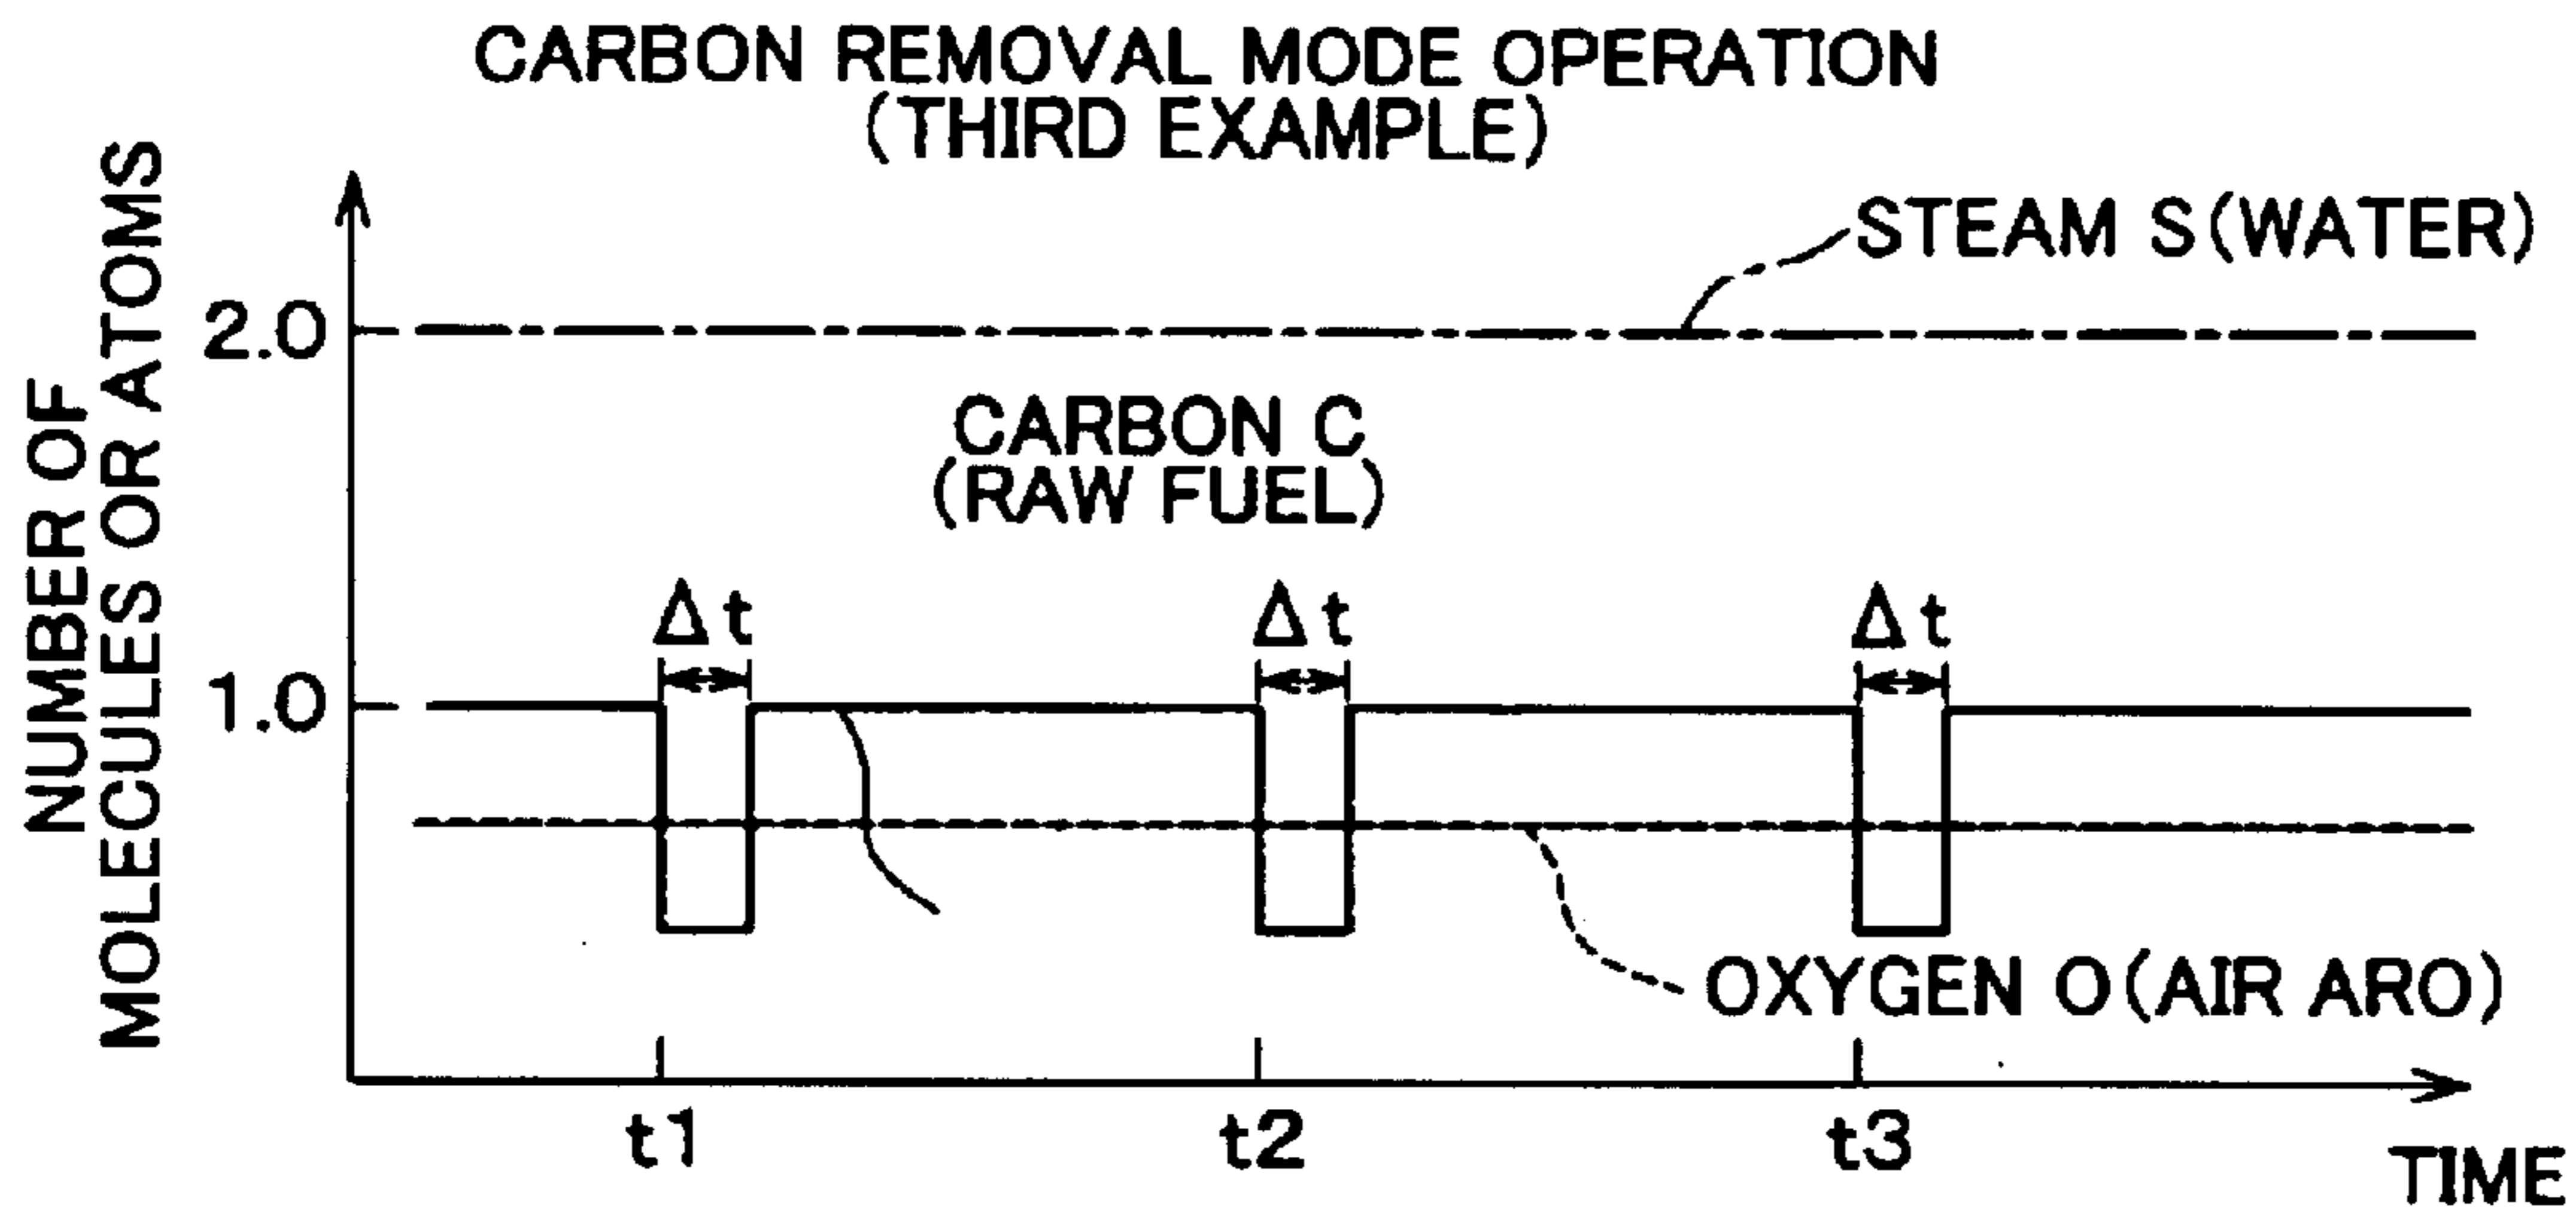 CARBON REMOVAL MODE OPERATION
(THIRD EXAMPLE)
NUMBER OF
MOLECULES OR ATOMS
STEAM S(WATER)
2.0
CARBON C
(RAW FUEL)
Δt
Δt
Δt
1.0
OXYGEN O(AIR ARO)
t1
t2
t3
TIME